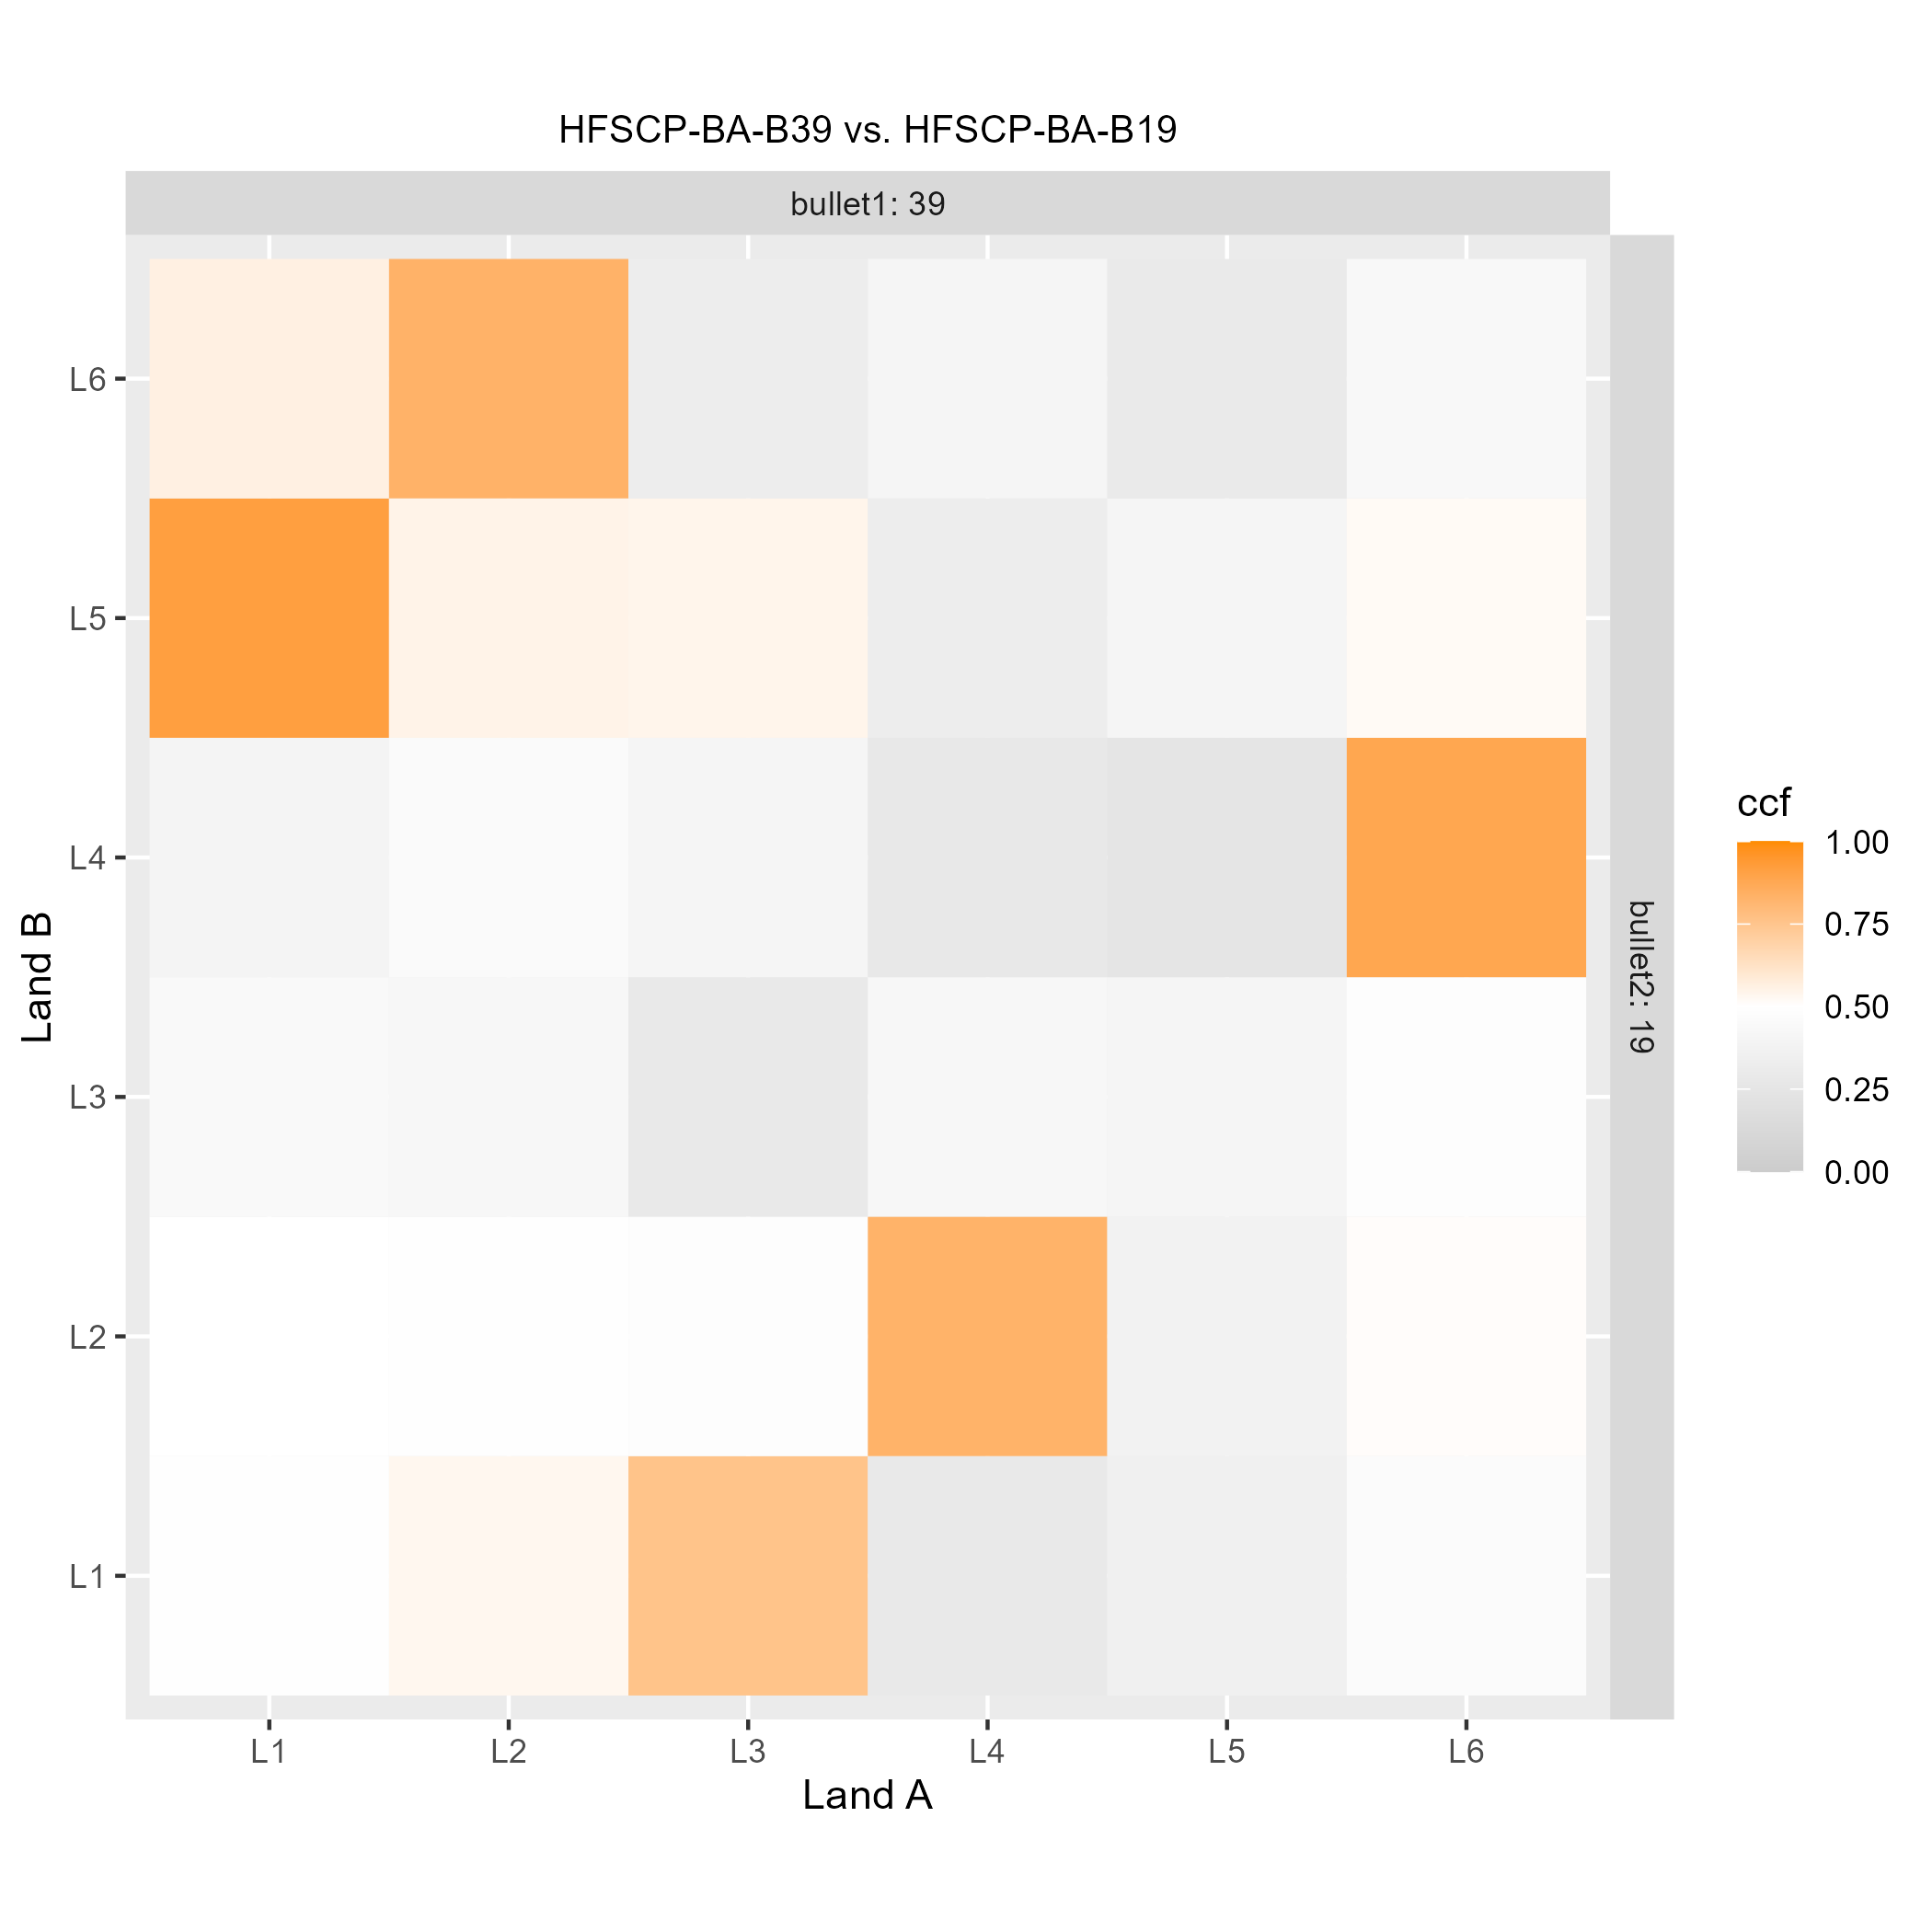 HFSCP-BA-B39 vs. HFSCP-BA-B19
bullet1: 39
L6
L5
L4
L3
L2
L1
Land B
bullet2: 19
L1 L2 L3 L4 L5 L6
Land A
ccf
1.00
0.75
0.50
0.25
0.00